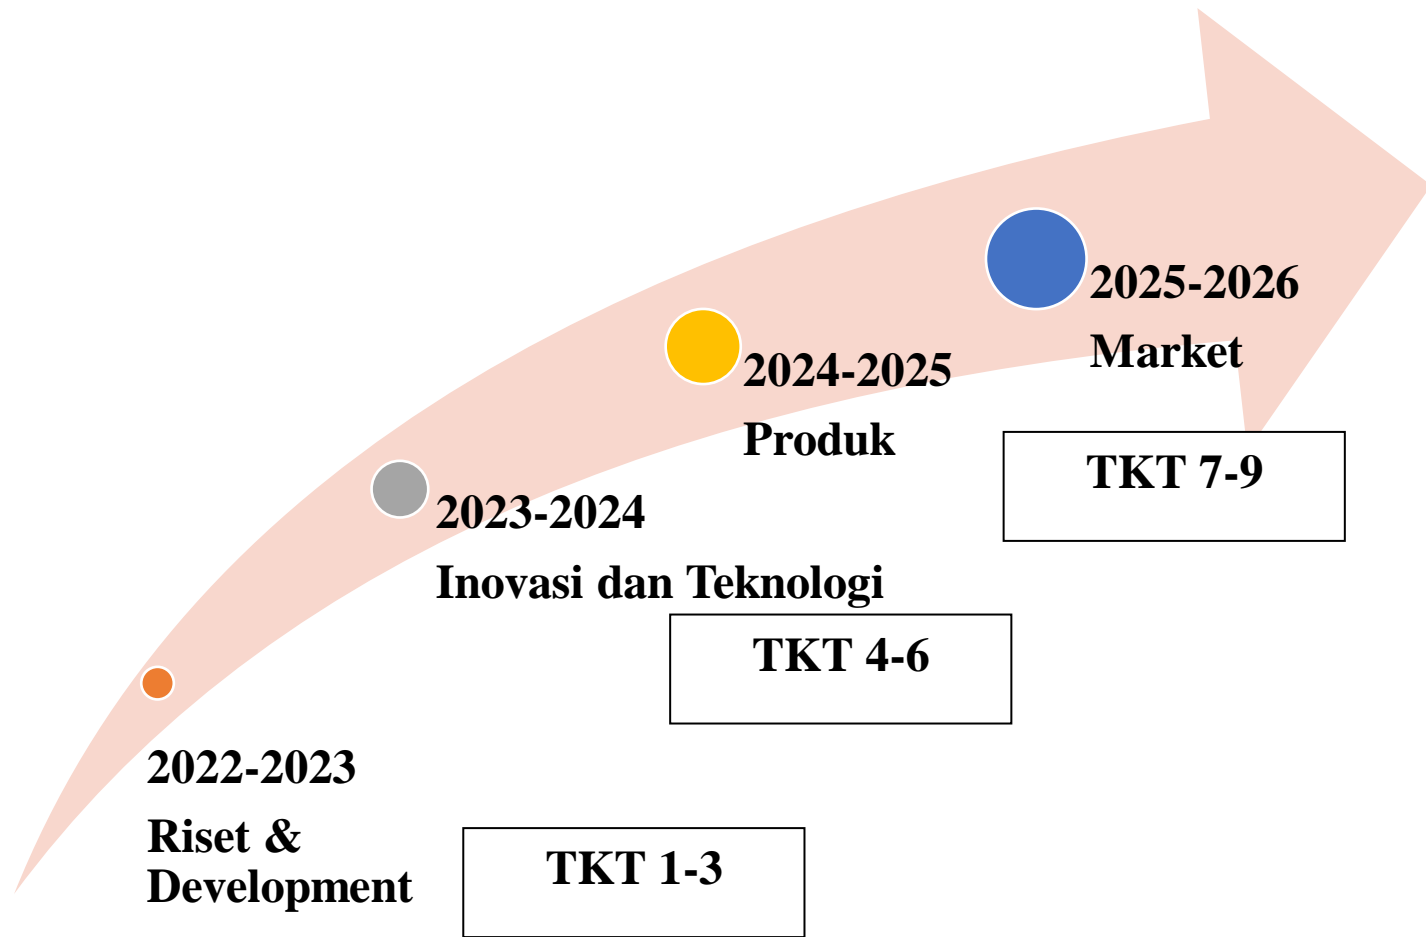 2025-2026
Market
2024-2025
Produk
TKT 7-9
2023-2024
Inovasi dan Teknologi
TKT 4-6
2022-2023
Riset &
Development
TKT 1-3